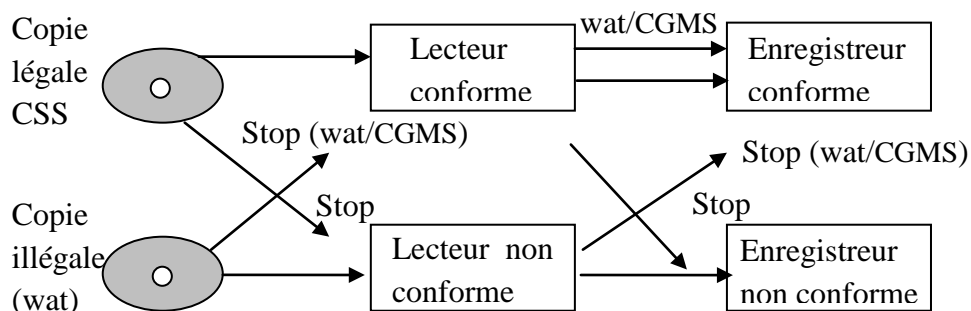 Copie
légale
CSS
Lecteur
conforme
wat/CGMS
Enregistreur
conforme
Stop (wat/CGMS)
Stop (wat/CGMS)
Stop
Stop
Copie
illégale
(wat)
Lecteur non
conforme
Enregistreur
non conforme